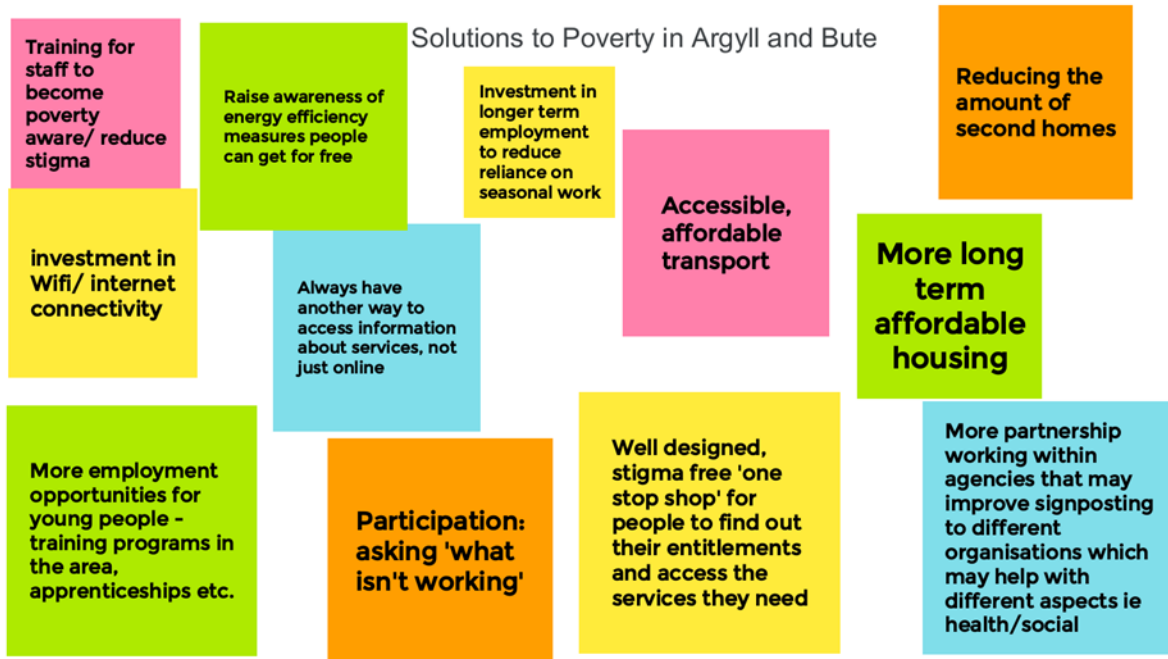 Solutions to Poverty in Argyll and Bute
Training for
staff to
become
poverty
aware/ reduce
stigma
Raise awareness of
energy efficiency
measures people
can get for free
Investment in
longer term
employment
to reduce
reliance on
seasonal work
Accessible,
affordable
transport
Reducing the
amount of
second homes
investment in
Wifi/ internet
connectivity
Always have
another way to
access information
about services, not
just online
More long
term
affordable
housing
More employment
opportunities for
young people -
training programs in
the area,
apprenticeships etc.
Participation:
asking 'what
isn't working'
Well designed,
stigma free 'one
stop shop' for
people to find out
their entitlements
and access the
services they need
More partnership
working within
agencies that may
improve signposting
to different
organisations which
may help with
different aspects ie
health/social